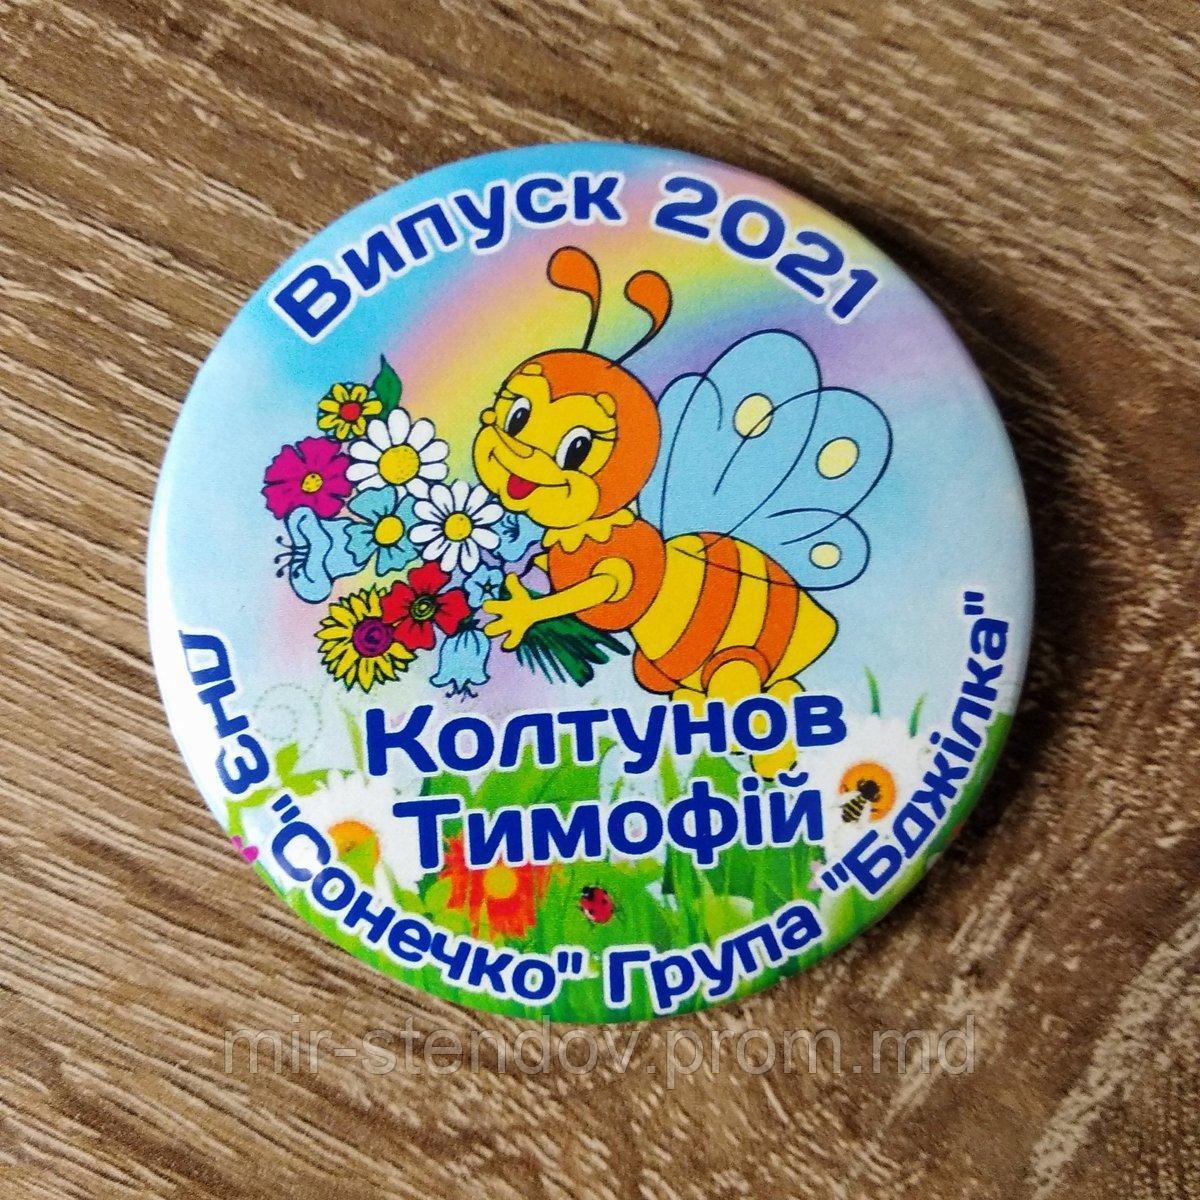 Випуск 2021
Колтунов
Тимофій
ДНЗ "Сонечко" Група "Бджілка"
mir-stendov.prom.md